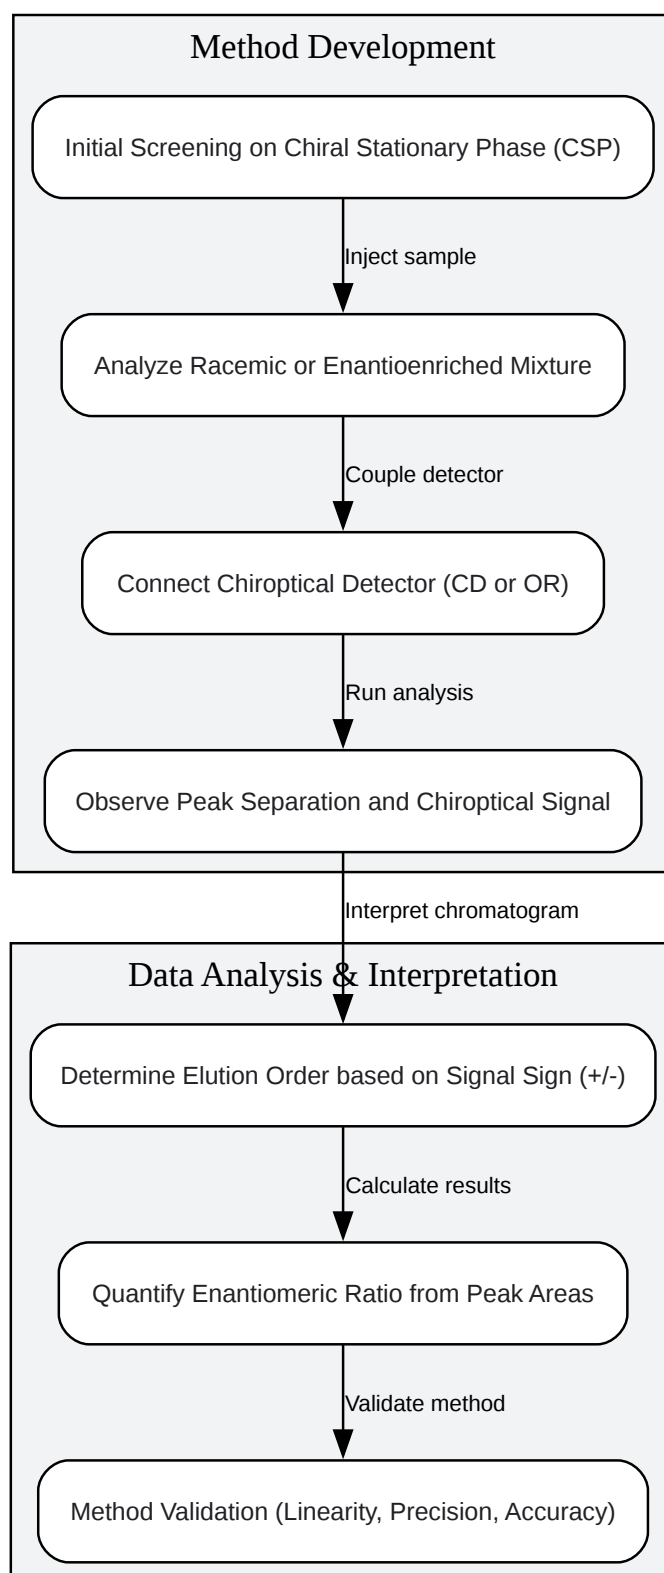 Method Development
Initial Screening on Chiral Stationary Phase (CSP)
Inject sample
Analyze Racemic or Enantioenriched Mixture
Couple detector
Connect Chiroptical Detector (CD or OR)
Run analysis
Observe Peak Separation and Chiroptical Signal
Interpret chromatogram
Data Analysis & Interpretation
Determine Elution Order based on Signal Sign (+/-)
Calculate results
Quantify Enantiomeric Ratio from Peak Areas
Validate method
Method Validation (Linearity, Precision, Accuracy)